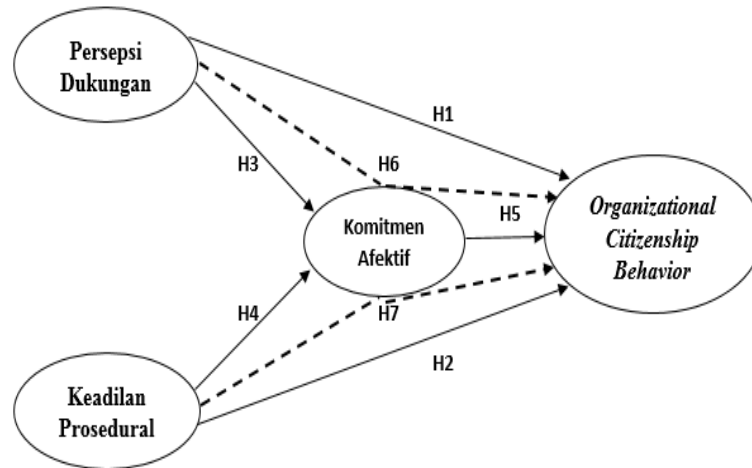 Persepsi
Dukungan
H1
H3
H6
Komitmen
Afektif
H5
Organizational
Citizenship
Behavior
H4
H7
H2
Keadilan
Prosedural